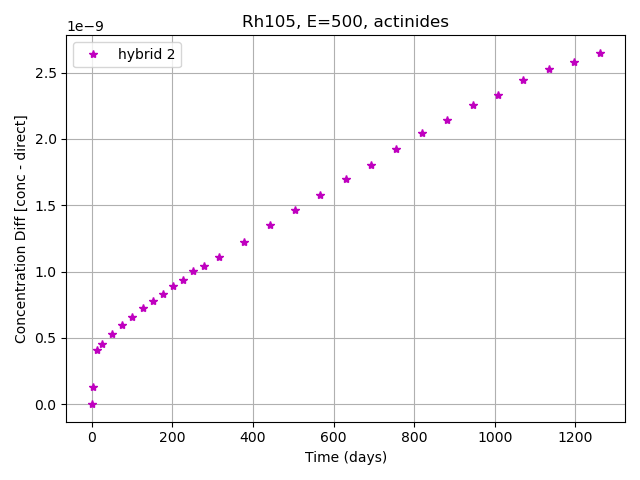 Rh105, E=500, actinides
1e−9
hybrid 2
2.5
2.0
1.5
1.0
0.5
0.0
Concentration Diff [conc - direct]
0 200 400 600 800 1000 1200
Time (days)